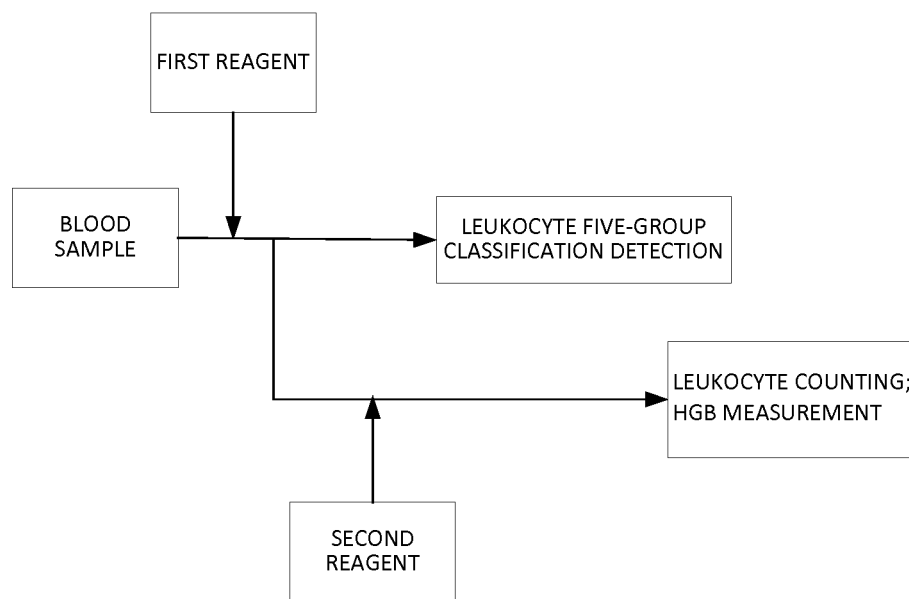 FIRST REAGENT
BLOOD
SAMPLE
LEUKOCYTE FIVE-GROUP
CLASSIFICATION DETECTION
LEUKOCYTE COUNTING;
HGB MEASUREMENT
SECOND
REAGENT